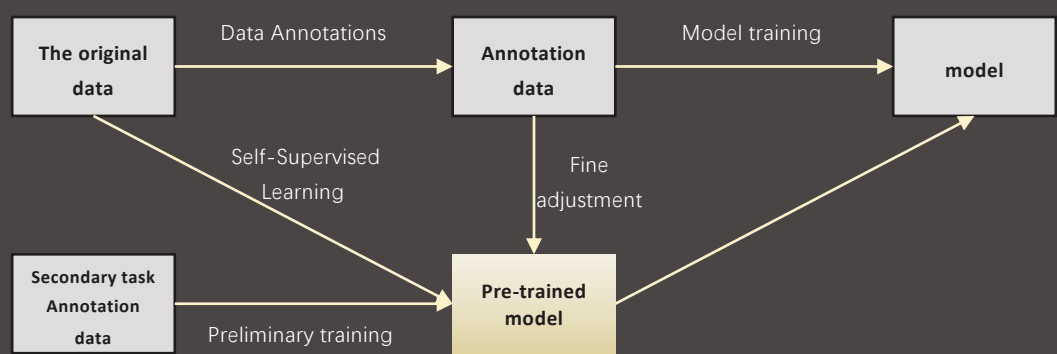 The original
data
Data Annotations
Annotation
data
Model training
model
Self-Supervised
Learning
Fine
adjustment
Secondary task
Annotation
data
Preliminary training
Pre-trained
model